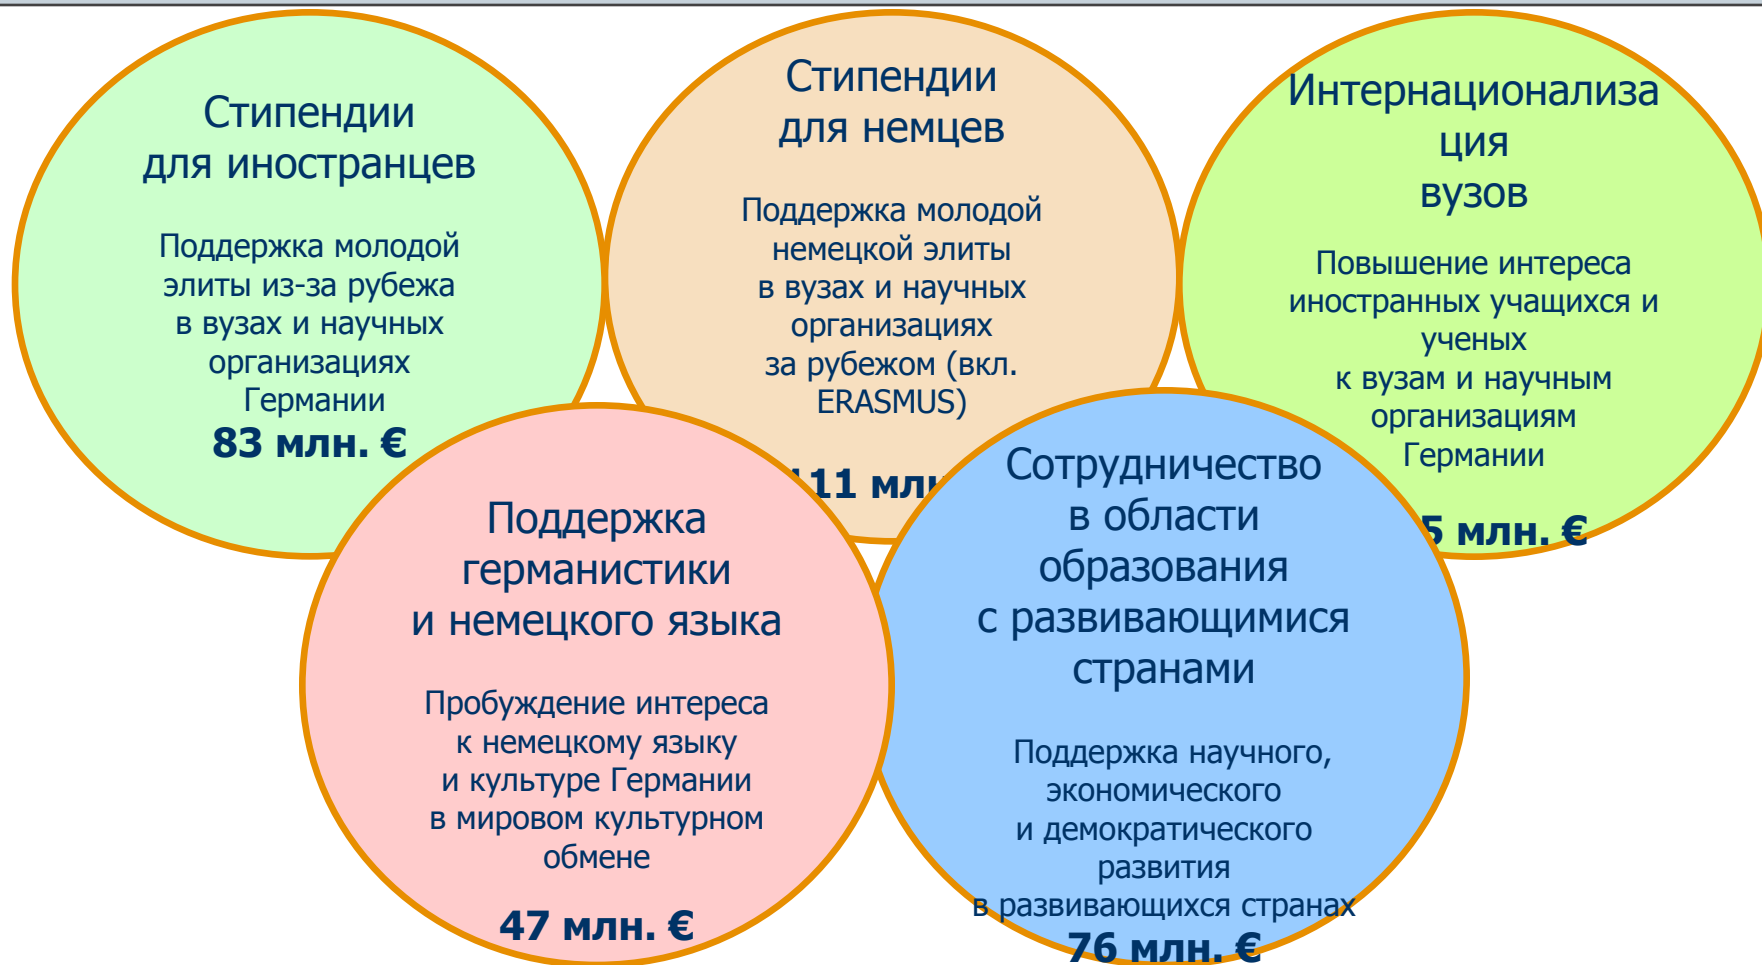 Стипендии
для иностранцев
Поддержка молодой
элиты из-за рубежа
в вузах и научных
организациях
Германии
83 млн. €
Стипендии
для немцев
Поддержка молодой
немецкой элиты
в вузах и научных
организациях
за рубежом (вкл.
ERASMUS)
Интернационализа
ция
вузов
Повышение интереса
иностранных учащихся и
ученых
к вузам и научным
организациям
Германии
млн. €
Поддержка
германистики
и немецкого языка
Пробуждение интереса
к немецкому языку
и культуре Германии
в мировом культурном
обмене
47 млн. €
Сотрудничество
в области
образования
с развивающимися
странами
Поддержка научного,
экономического
и демократического
развития
в развивающихся странах
76 млн. €